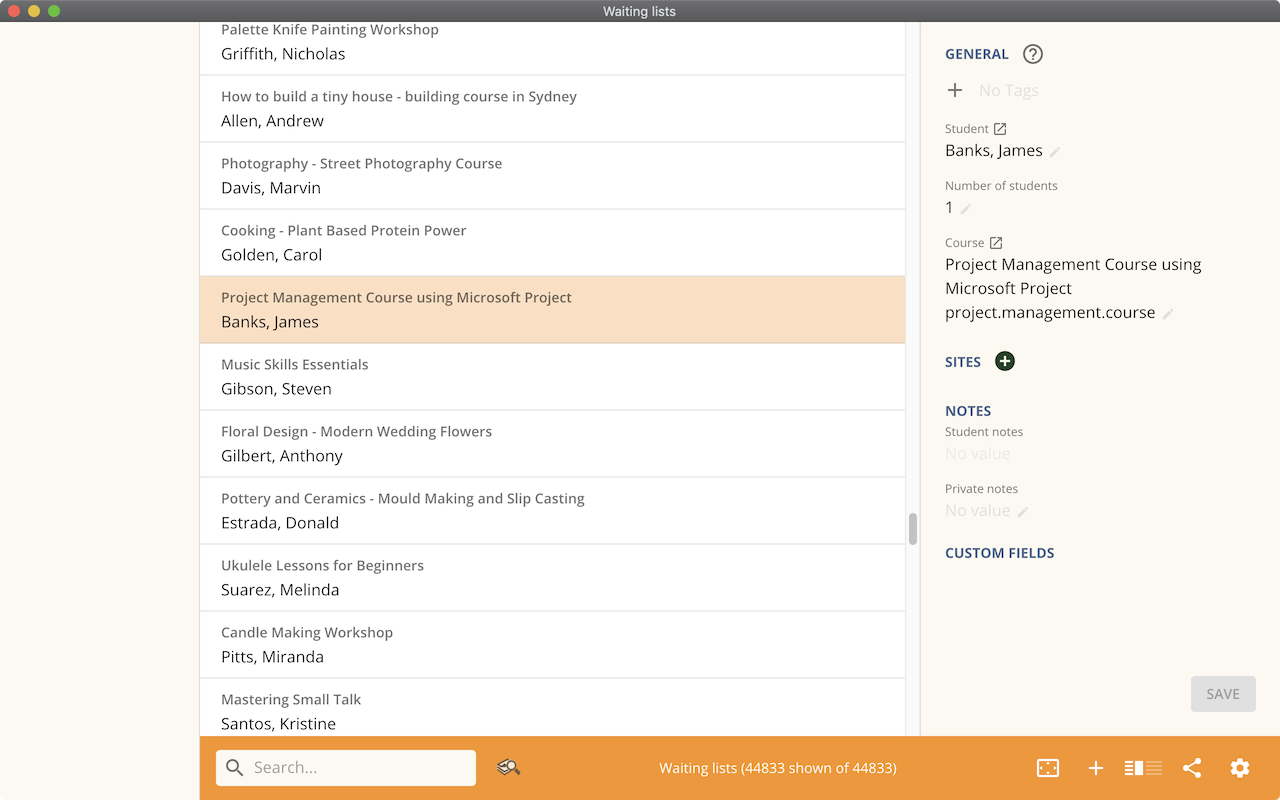 Waiting lists
Palette Knife Painting Workshop
Griffith, Nicholas
How to build a tiny house - building course in Sydney
Allen, Andrew
Photography - Street Photography Course
Davis, Marvin
Cooking - Plant Based Protein Power
Golden, Carol
Project Management Course using Microsoft Project
Banks, James
Music Skills Essentials
Gibson, Steven
Floral Design - Modern Wedding Flowers
Gilbert, Anthony
Pottery and Ceramics - Mould Making and Slip Casting
Estrada, Donald
Ukulele Lessons for Beginners
Suarez, Melinda
Candle Making Workshop
Pitts, Miranda
Mastering Small Talk
Santos, Kristine
GENERAL
No Tags
Student
Banks, James
Number of students
1
Course
Project Management Course using
Microsoft Project
project.management.course
SITES
NOTES
Student notes
No value
Private notes
No value
CUSTOM FIELDS
SAVE
Search...
Waiting lists (44833 shown of 44833)